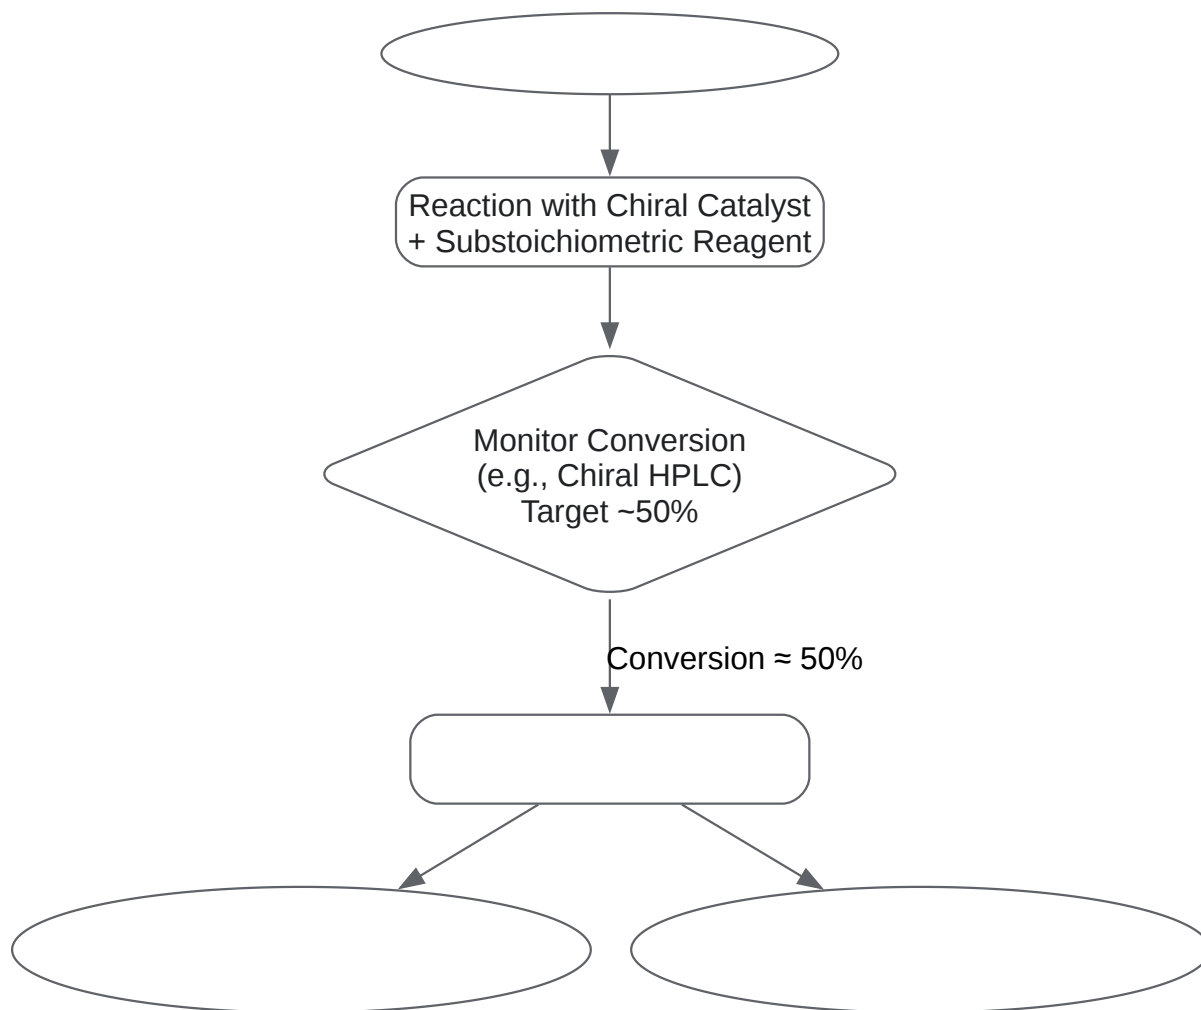 Reaction with Chiral Catalyst
+ Substoichiometric Reagent
Monitor Conversion
(e.g., Chiral HPLC)
Target ~50%
Conversion ≈ 50%